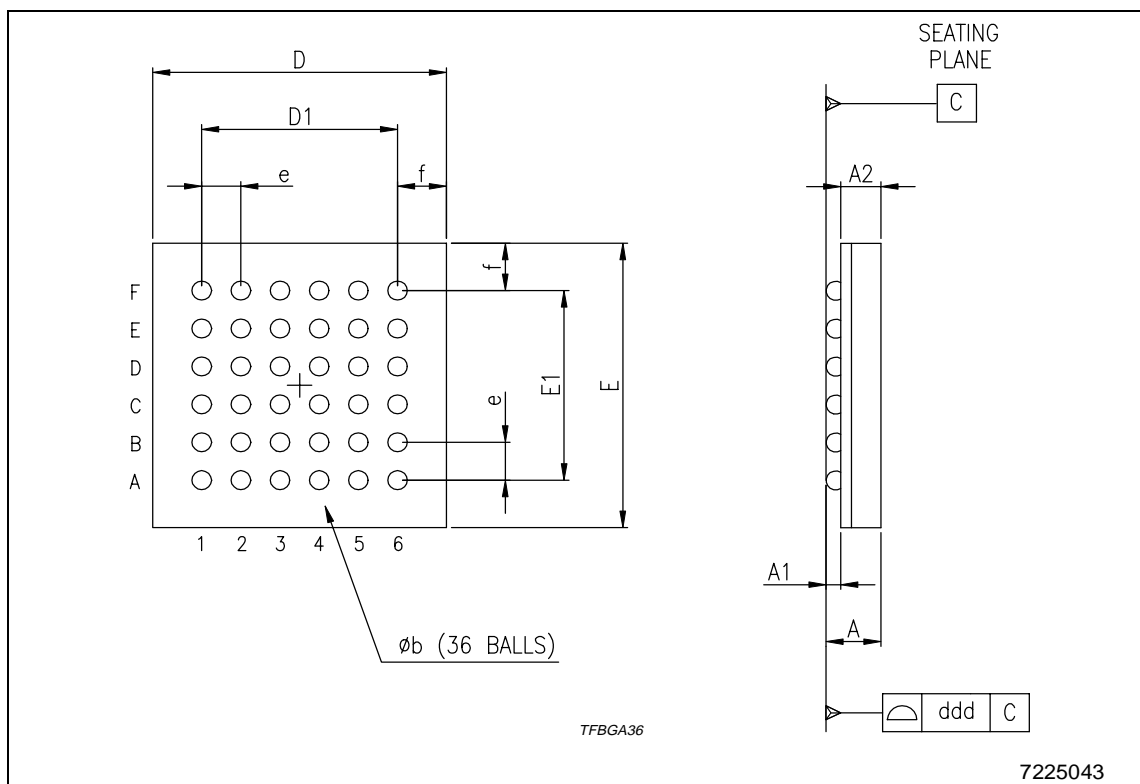 SEATING
PLANE
D
C
D1
e
f
A2
f
F
E
D
E1
E
C
e
B
A
1 2 3 4 5 6
A1
A
øb (36 BALLS)
ddd C
TFBGA36
7225043